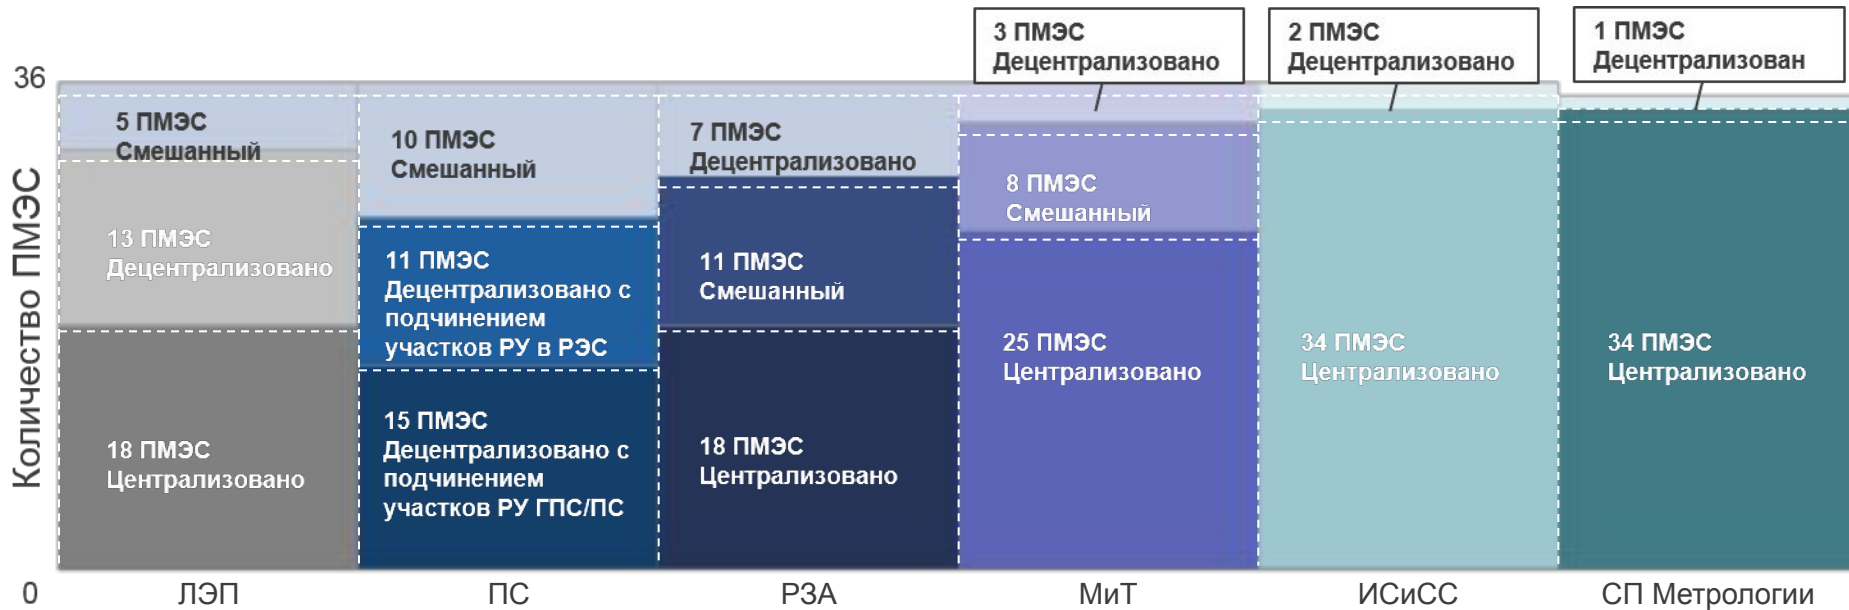 3 ПМЭС
Децентрализовано
2 ПМЭС
Децентрализовано
1 ПМЭС
Децентрализован
36
Количество ПМЭС
0
5 ПМЭС
Смешанный
13 ПМЭС
Децентрализовано
18 ПМЭС
Централизовано
10 ПМЭС
Смешанный
11 ПМЭС
Децентрализовано с
подчинением
участков РУ в РЭС
15 ПМЭС
Децентрализовано с
подчинением
участков РУ ГПС/ПС
7 ПМЭС
Децентрализовано
11 ПМЭС
Смешанный
18 ПМЭС
Централизовано
8 ПМЭС
Смешанный
25 ПМЭС
Централизовано
34 ПМЭС
Централизовано
34 ПМЭС
Централизовано
ЛЭП
ПС
РЗА
МиТ
ИСиСС
СП Метрологии